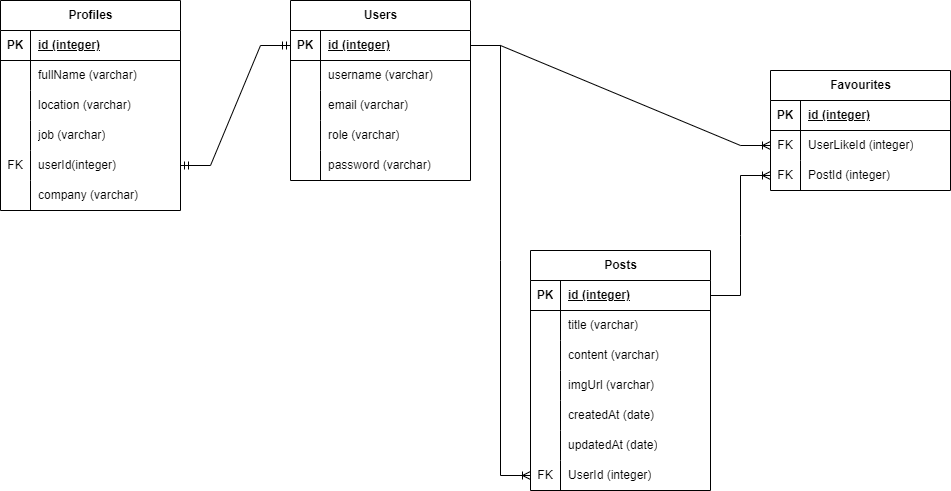 Profiles
PK id (integer)
fullName (varchar)
location (varchar)
job (varchar)
FK userId(integer)
company (varchar)
Users
PK id (integer)
username (varchar)
email (varchar)
role (varchar)
password (varchar)
Favourites
PK id (integer)
FK UserLikeId (integer)
FK PostId (integer)
Posts
PK id (integer)
title (varchar)
content (varchar)
imgUrl (varchar)
createdAt (date)
updatedAt (date)
FK UserId (integer)